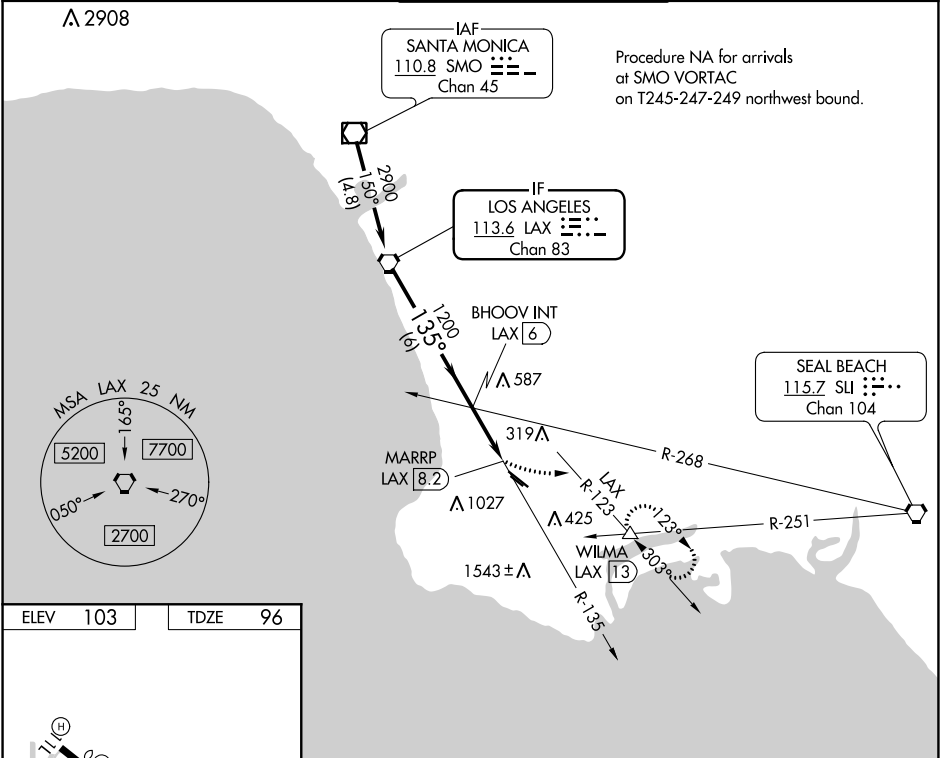 2908
IAF
SANTA MONICA
110.8 SMO
Chan 45
Procedure NA for arrivals
at SMO VORTAC
on T245-247-249 northwest bound.
2900
150°
(4.8)
IF
LOS ANGELES
113.6 LAX
Chan 83
1200
135°
(6)
BHOOV INT
LAX 6
587
SEAL BEACH
115.7 SLI
Chan 104
MSA LAX 25 NM
165°
5200
7700
050°
270°
2700
319
R-268
MARRP
LAX 8.2
LAX
R-123
1027
425
123°
R-251
WILMA
LAX 13
303°
1543±
R-135
ELEV 103
TDZE 96
H
11L